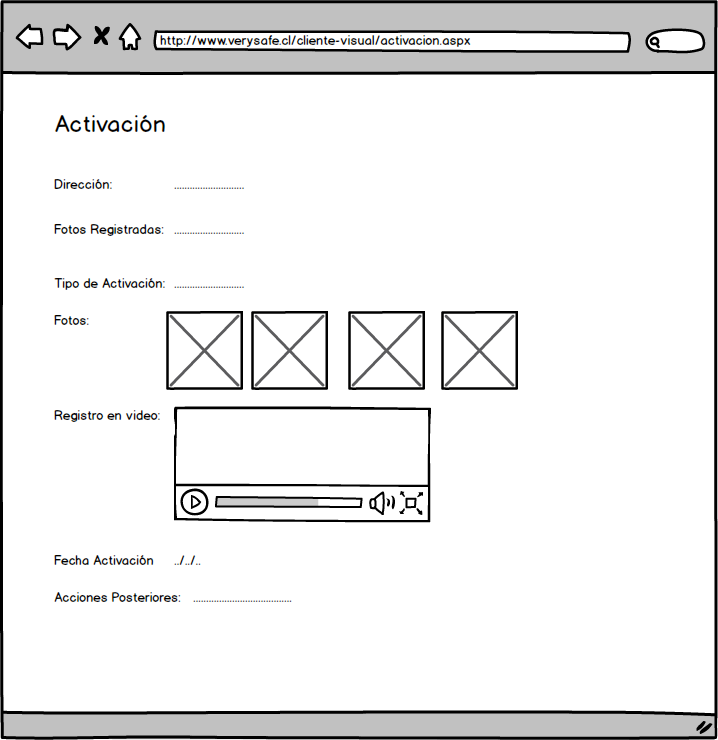 http://www.verysafe.cl/cliente-visual/activacion.aspx
Activación
Dirección: ............................
Fotos Registradas: ............................
Tipo de Activación: ............................
Fotos:
Registro en video:
Fecha Activación ../../..
Acciones Posteriores: .......................................